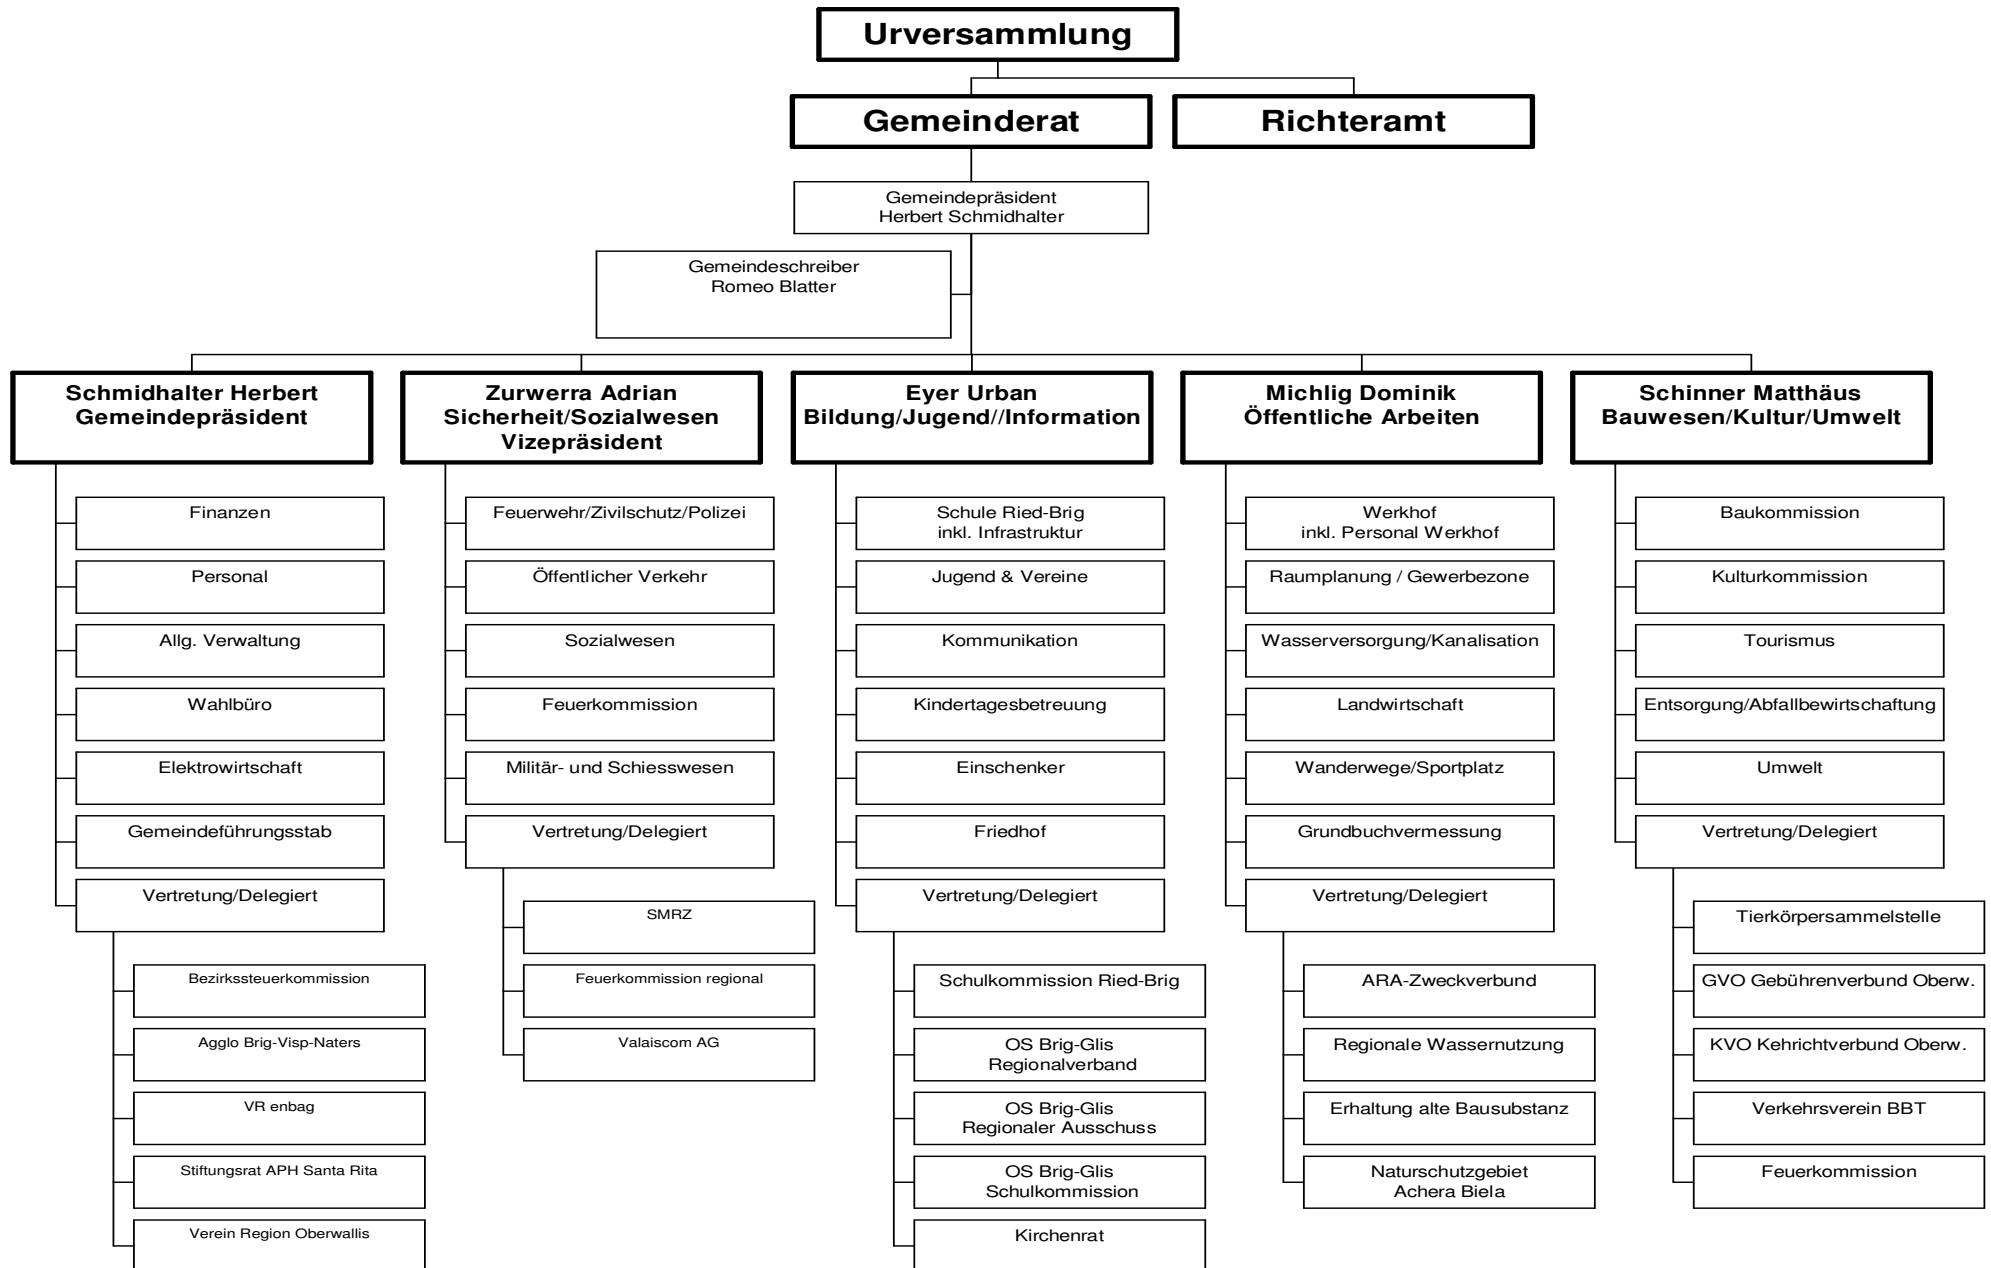 Urversammlung
Gemeinderat
Richteramt
Gemeindepräsident
Herbert Schmidhalter
Gemeindeschreiber
Romeo Blatter
Schmidhalter Herbert
Gemeindepräsident
Finanzen
Personal
Allg. Verwaltung
Wahlbüro
Elektrowirtschaft
Gemeindeführungsstab
Vertretung/Delegiert
Bezirkssteuerkommission
Agglo Brig-Visp-Naters
VR enbag
Stiftungsrat APH Santa Rita
Verein Region Oberwallis
Zurwerra Adrian
Sicherheit/Sozialwesen
Vizepräsident
Feuerwehr/Zivilschutz/Polizei
Öffentlicher Verkehr
Sozialwesen
Feuerkommission
Militär- und Schiesswesen
Vertretung/Delegiert
SMRZ
Feuerkommission regional
Valaiscom AG
Eyer Urban
Bildung/Jugend//Information
Schule Ried-Brig
inkl. Infrastruktur
Jugend & Vereine
Kommunikation
Kindertagesbetreuung
Einschenker
Friedhof
Vertretung/Delegiert
Schulkommission Ried-Brig
OS Brig-Glis
Regionalverband
OS Brig-Glis
Regionaler Ausschuss
OS Brig-Glis
Schulkommission
Kirchenrat
Michlig Dominik
Öffentliche Arbeiten
Werkhof
inkl. Personal Werkhof
Raumplanung / Gewerbezone
Wasserversorgung/Kanalisation
Landwirtschaft
Wanderwege/Sportplatz
Grundbuchvermessung
Vertretung/Delegiert
ARA-Zweckverbund
Regionale Wassernutzung
Erhaltung alte Bausubstanz
Naturschutzgebiet
Achera Biela
Schinner Matthäus
Bauwesen/Kultur/Umwelt
Baukommission
Kulturkommission
Tourismus
Entsorgung/Abfallbewirtschaftung
Umwelt
Vertretung/Delegiert
Tierkörpersammelstelle
GVO Gebührenverbund Oberw.
KVO Kehrichtverbund Oberw.
Verkehrsverein BBT
Feuerkommission